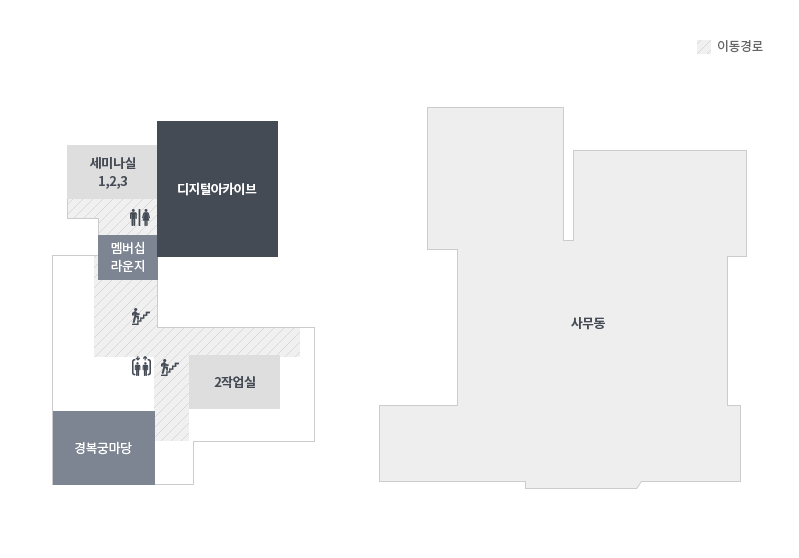 이동경로
세미나실
1,2,3
디지털아카이브
멤버십
라운지
사무동
2작업실
경복궁마당